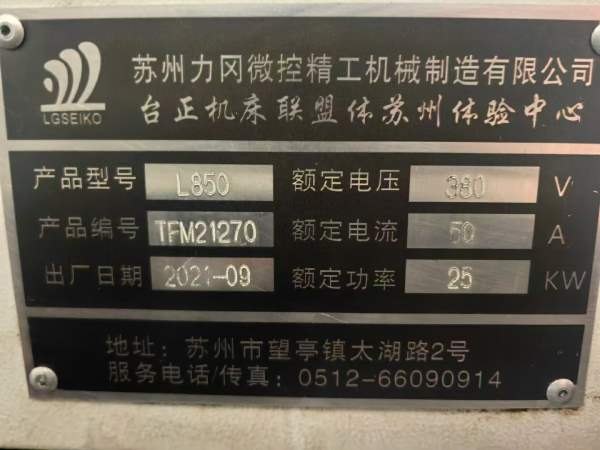 LGSEIKO
苏州力冈微控精工机械制造有限公司
台正机床联盟体苏州体验中心
产品型号 L850 额定电压 380 V
产品编号 TFM21270 额定电流 50 A
出厂日期 2021-09 额定功率 25 KW
地址：苏州市望亭镇太湖路2号
服务电话/传真：0512-66090914